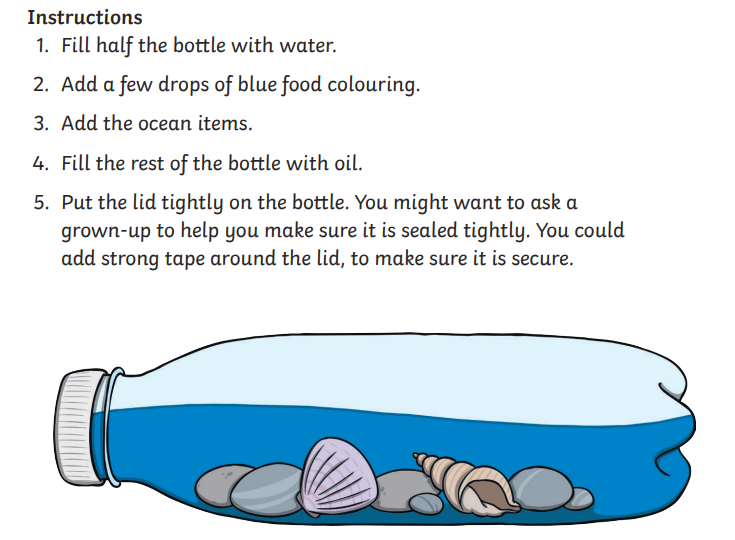 Instructions
1. Fill half the bottle with water.
2. Add a few drops of blue food colouring.
3. Add the ocean items.
4. Fill the rest of the bottle with oil.
5. Put the lid tightly on the bottle. You might want to ask a
grown-up to help you make sure it is sealed tightly. You could
add strong tape around the lid, to make sure it is secure.